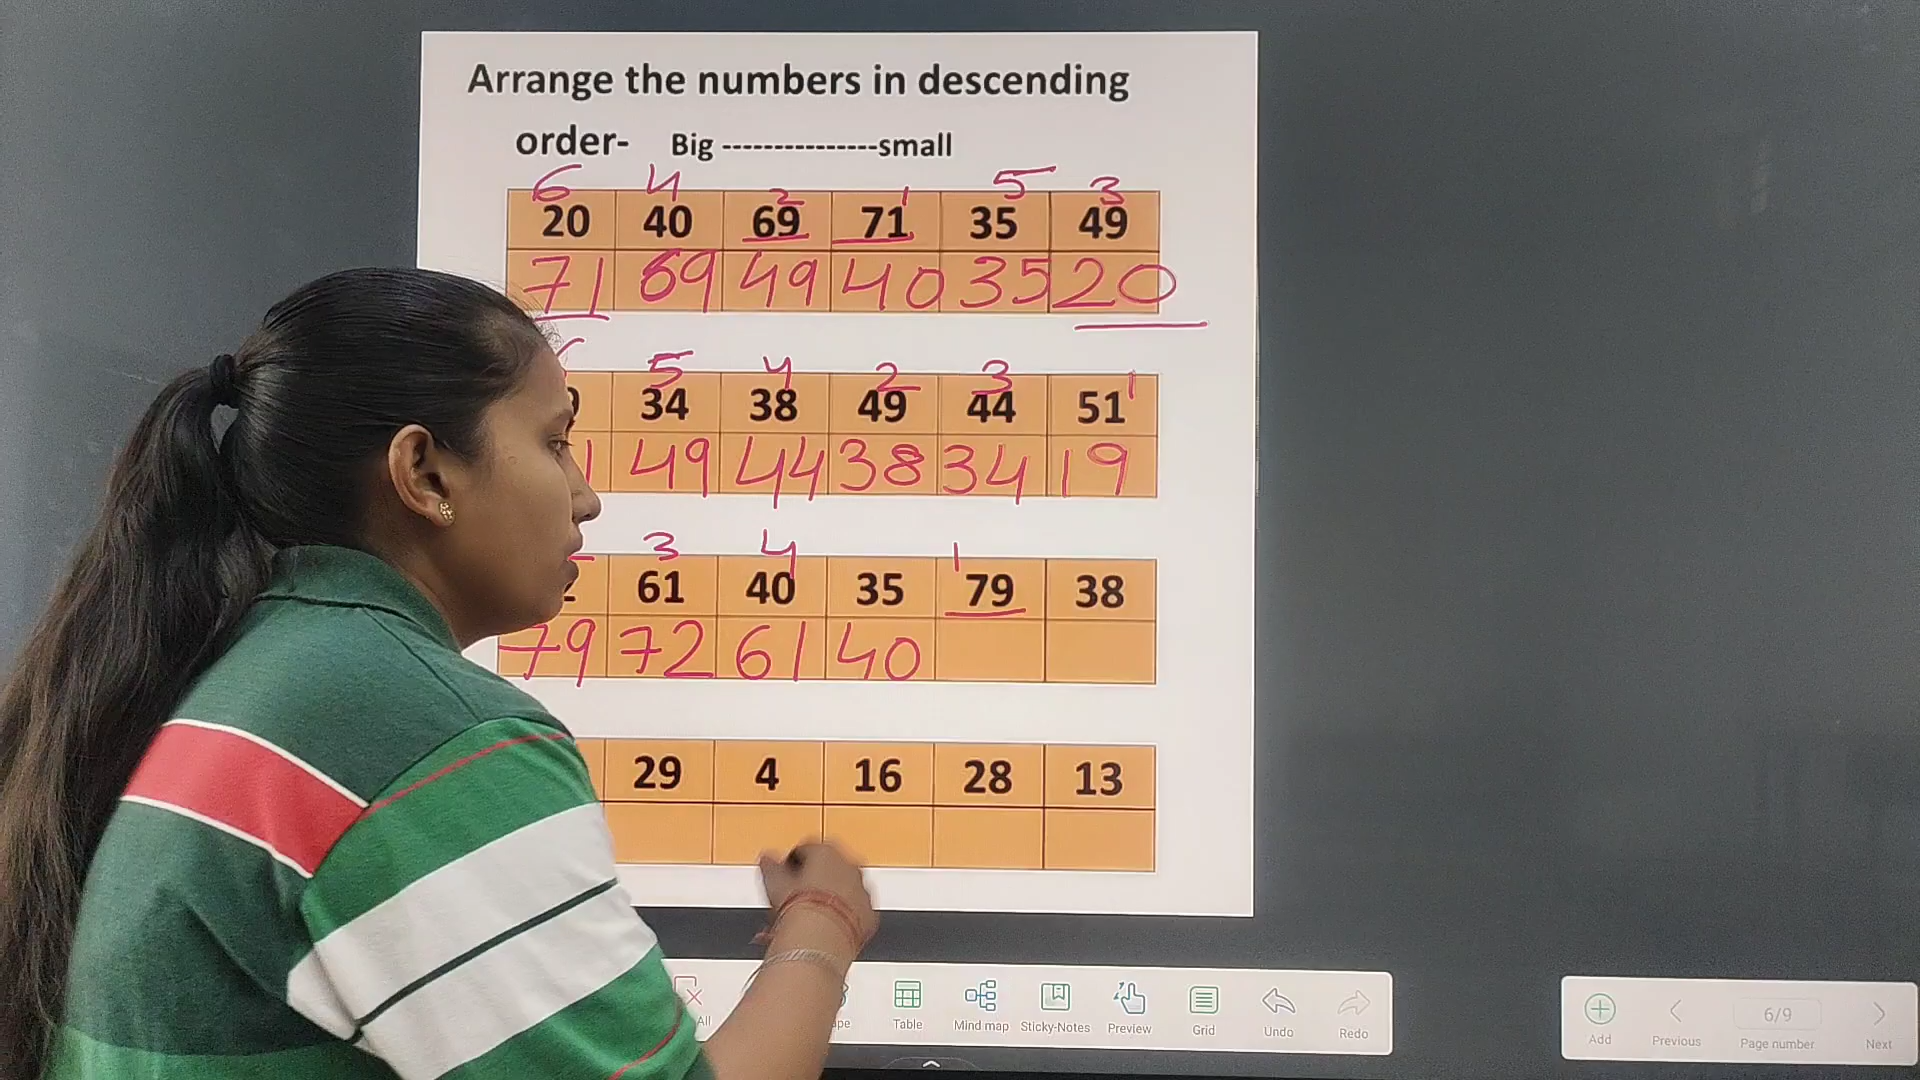 Arrange the numbers in descending
order- Big ---------------small
6 4 2 1 5 3
20 40 69 71 35 49
71 69 49 40 35 20
5 4 2 3 1
34 38 49 44 51
49 44 38 34 19
3 4 1
61 40 35 79 38
79 72 61 40
29 4 16 28 13
Table Mind map Sticky-Notes Preview Grid Undo Redo
Add Previous 6/9 Page number Next